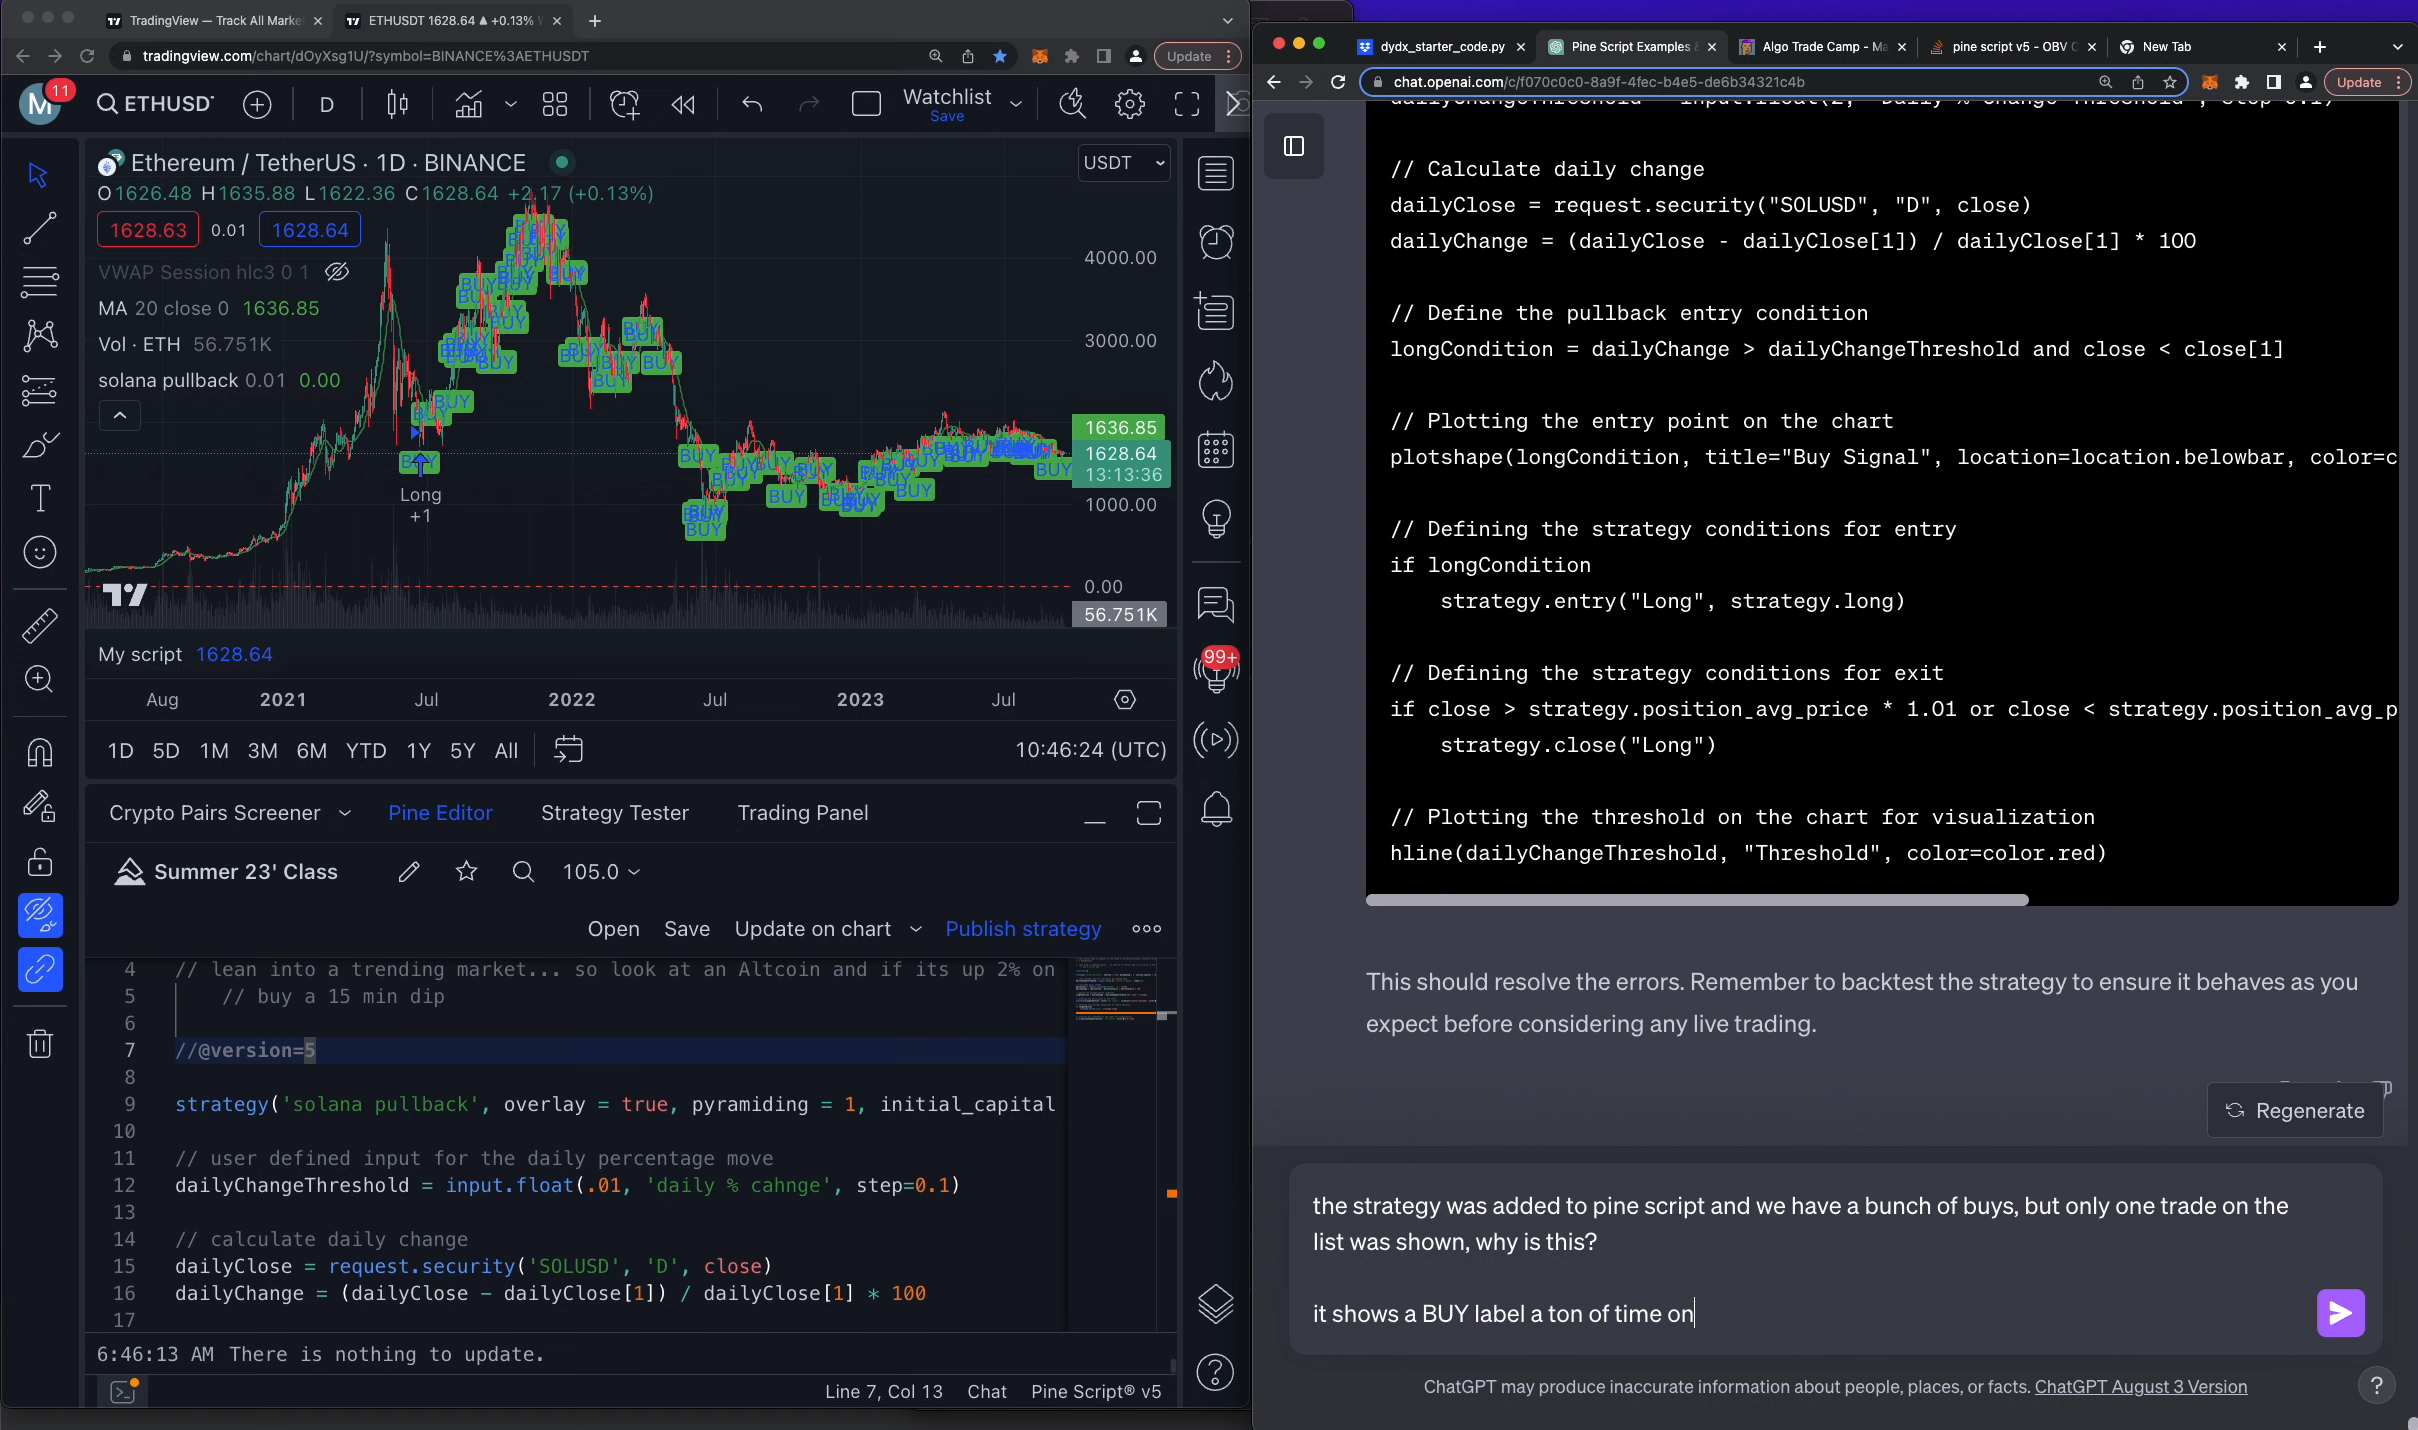 TradingView — Track All Marke
ETHUSDT 1628.64 ▲ +0.13%
tradingview.com/chart/dOyXsg1U/?symbol=BINANCE%3AETHUSDT
Update
M
11
ETHUSD
D
Watchlist
Save
Ethereum / TetherUS · 1D · BINANCE
USDT
O1626.48 H1635.88 L1622.36 C1628.64 +2.17 (+0.13%)
1628.63
0.01
1628.64
VWAP Session hlc3 0 1
MA 20 close 0 1636.85
Vol · ETH 56.751K
solana pullback 0.01 0.00
4000.00
3000.00
1636.85
1628.64
13:13:36
1000.00
0.00
56.751K
BUY
Long
+1
My script 1628.64
Aug 2021 Jul 2022 Jul 2023 Jul
1D 5D 1M 3M 6M YTD 1Y 5Y All
10:46:24 (UTC)
99+
Crypto Pairs Screener
Pine Editor
Strategy Tester
Trading Panel
Summer 23' Class
105.0
Open Save Update on chart Publish strategy
4 // lean into a trending market... so look at an Altcoin and if its up 2% on
5 // buy a 15 min dip
6
7 //@version=5
8
9 strategy('solana pullback', overlay = true, pyramiding = 1, initial_capital
10
11 // user defined input for the daily percentage move
12 dailyChangeThreshold = input.float(.01, 'daily % cahnge', step=0.1)
13
14 // calculate daily change
15 dailyClose = request.security('SOLUSD', 'D', close)
16 dailyChange = (dailyClose - dailyClose[1]) / dailyClose[1] * 100
17
6:46:13 AM There is nothing to update.
Line 7, Col 13 Chat Pine Script® v5
dydx_starter_code.py
Pine Script Examples
Algo Trade Camp - Ma
pine script v5 - OBV
New Tab
chat.openai.com/c/f070c0c0-8a9f-4fec-b4e5-de6b34321c4b
Update
// Calculate daily change
dailyClose = request.security("SOLUSD", "D", close)
dailyChange = (dailyClose - dailyClose[1]) / dailyClose[1] * 100
// Define the pullback entry condition
longCondition = dailyChange > dailyChangeThreshold and close < close[1]
// Plotting the entry point on the chart
plotshape(longCondition, title="Buy Signal", location=location.belowbar, color=c
// Defining the strategy conditions for entry
if longCondition
strategy.entry("Long", strategy.long)
// Defining the strategy conditions for exit
if close > strategy.position_avg_price * 1.01 or close < strategy.position_avg_p
strategy.close("Long")
// Plotting the threshold on the chart for visualization
hline(dailyChangeThreshold, "Threshold", color=color.red)
This should resolve the errors. Remember to backtest the strategy to ensure it behaves as you
expect before considering any live trading.
Regenerate
the strategy was added to pine script and we have a bunch of buys, but only one trade on the
list was shown, why is this?
it shows a BUY label a ton of time on
ChatGPT may produce inaccurate information about people, places, or facts. ChatGPT August 3 Version
?